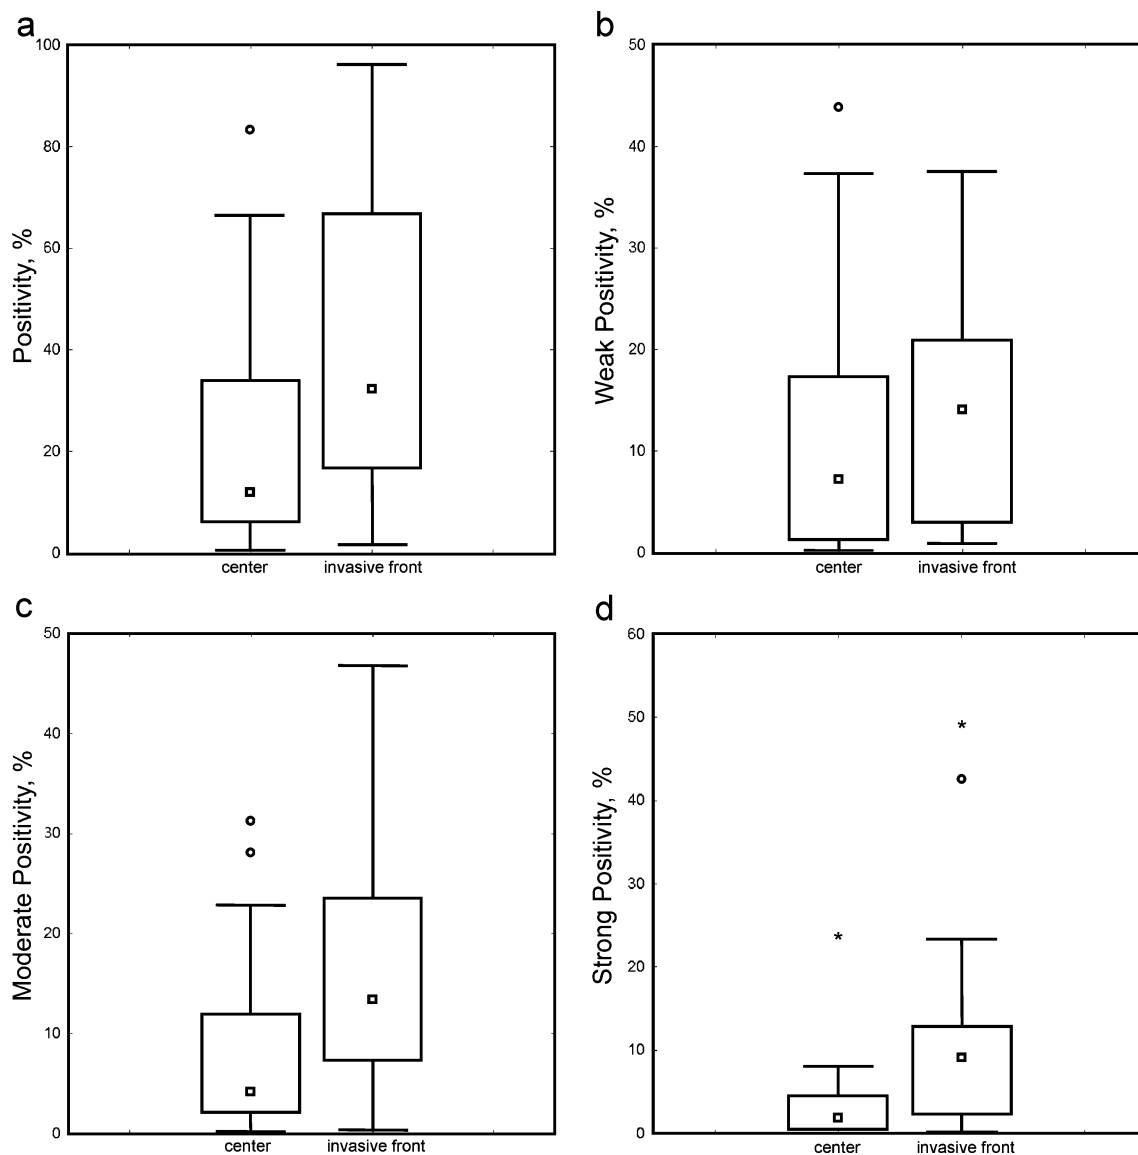 a
Positivity, %
100
80
60
40
20
0
center invasive front
b
Weak Positivity, %
50
40
30
20
10
0
center invasive front
c
Moderate Positivity, %
50
40
30
20
10
0
center invasive front
d
Strong Positivity, %
60
50
40
30
20
10
0
center invasive front